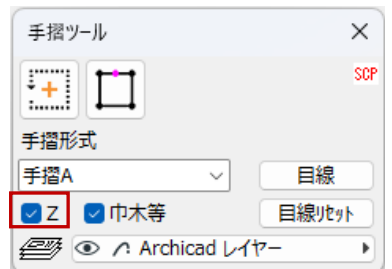 手摺ツール
SCP
手摺形式
手摺A 目線
Z 巾木等 目線リセット
Archicad レイヤー